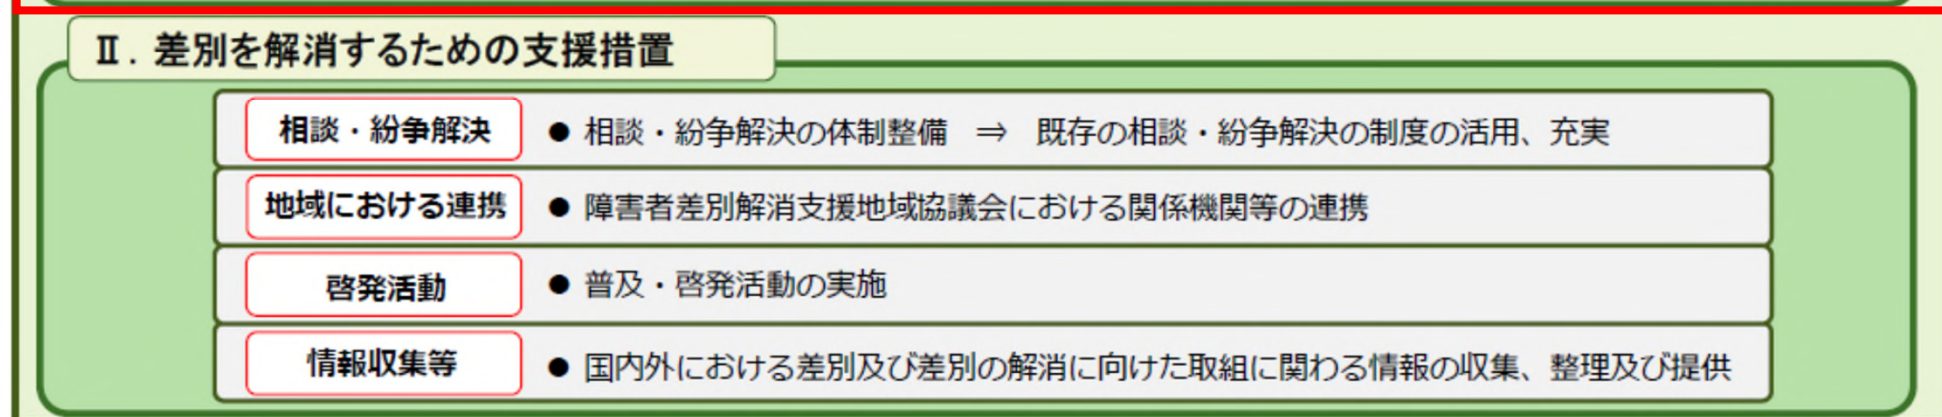 Ⅱ. 差別を解消するための支援措置
相談・紛争解決 ● 相談・紛争解決の体制整備 ⇒ 既存の相談・紛争解決の制度の活用、充実
地域における連携 ● 障害者差別解消支援地域協議会における関係機関等の連携
啓発活動 ● 普及・啓発活動の実施
情報収集等 ● 国内外における差別及び差別の解消に向けた取組に関わる情報の収集、整理及び提供